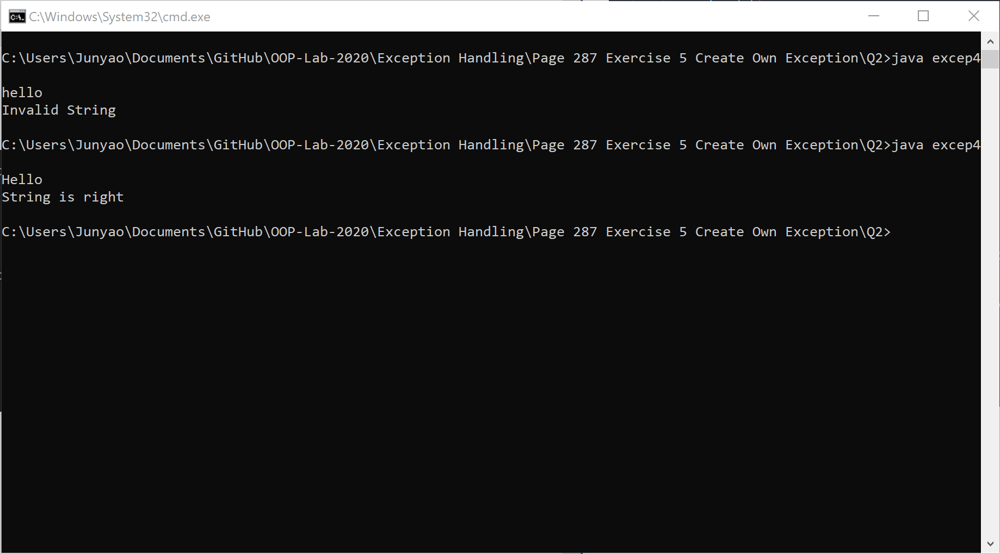 C:\Windows\System32\cmd.exe
C:\Users\Junyao\Documents\GitHub\OOP-Lab-2020\Exception Handling\Page 287 Exercise 5 Create Own Exception\Q2>java excep4
hello
Invalid String
C:\Users\Junyao\Documents\GitHub\OOP-Lab-2020\Exception Handling\Page 287 Exercise 5 Create Own Exception\Q2>java excep4
Hello
String is right
C:\Users\Junyao\Documents\GitHub\OOP-Lab-2020\Exception Handling\Page 287 Exercise 5 Create Own Exception\Q2>